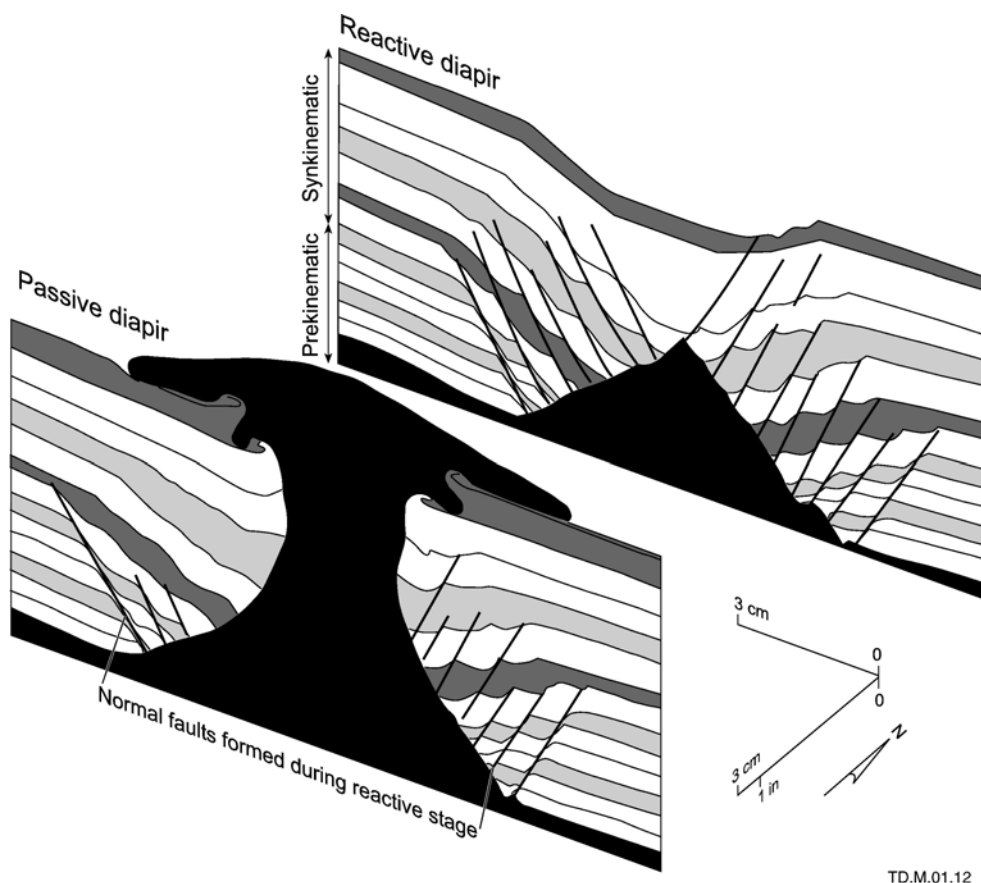 Reactive diapir
Synkinematic
Prekinematic
Passive diapir
Normal faults formed during reactive stage
3 cm
0
0
3 cm
1 in
N
TD.M.01.12